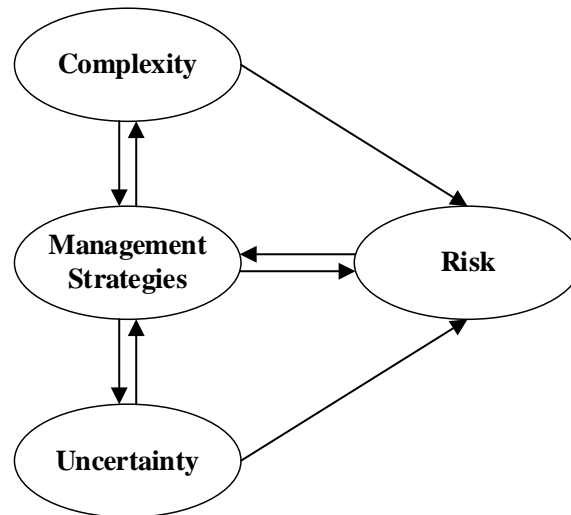 Complexity
Management
Strategies
Risk
Uncertainty